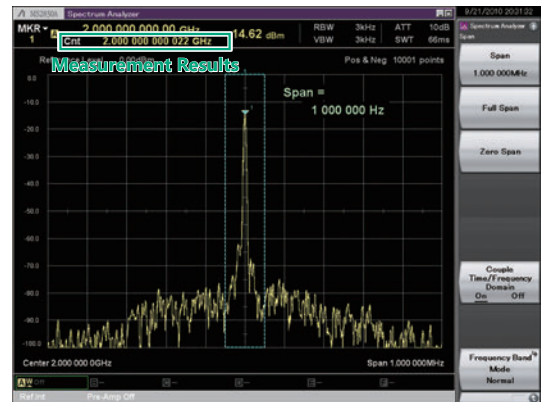 MS2850A Spectrum Analyzer
9/21/2010 20:31:32
MKR
1
2 000 000 000.00 GHz
Cnt 2.000 000 000 022 GHz
14.62 dBm
RBW 3kHz
VBW 3kHz
ATT 10dB
SWT 66ms
Spectrum Analyzer
Span
Measurement Results
Pos & Neg 10001 points
Span
1.000 000MHz
Full Span
Zero Span
Couple
Time/Frequency
Domain
On Off
Frequency Band
Mode
Normal
Span =
1 000 000 Hz
0.0
-10.0
-20.0
-30.0
-40.0
-50.0
-60.0
-70.0
-80.0
-90.0
-100.0
1
Center 2.000 000 0GHz
Span 1.000 000MHz
Ref.Int
Pre-Amp Off